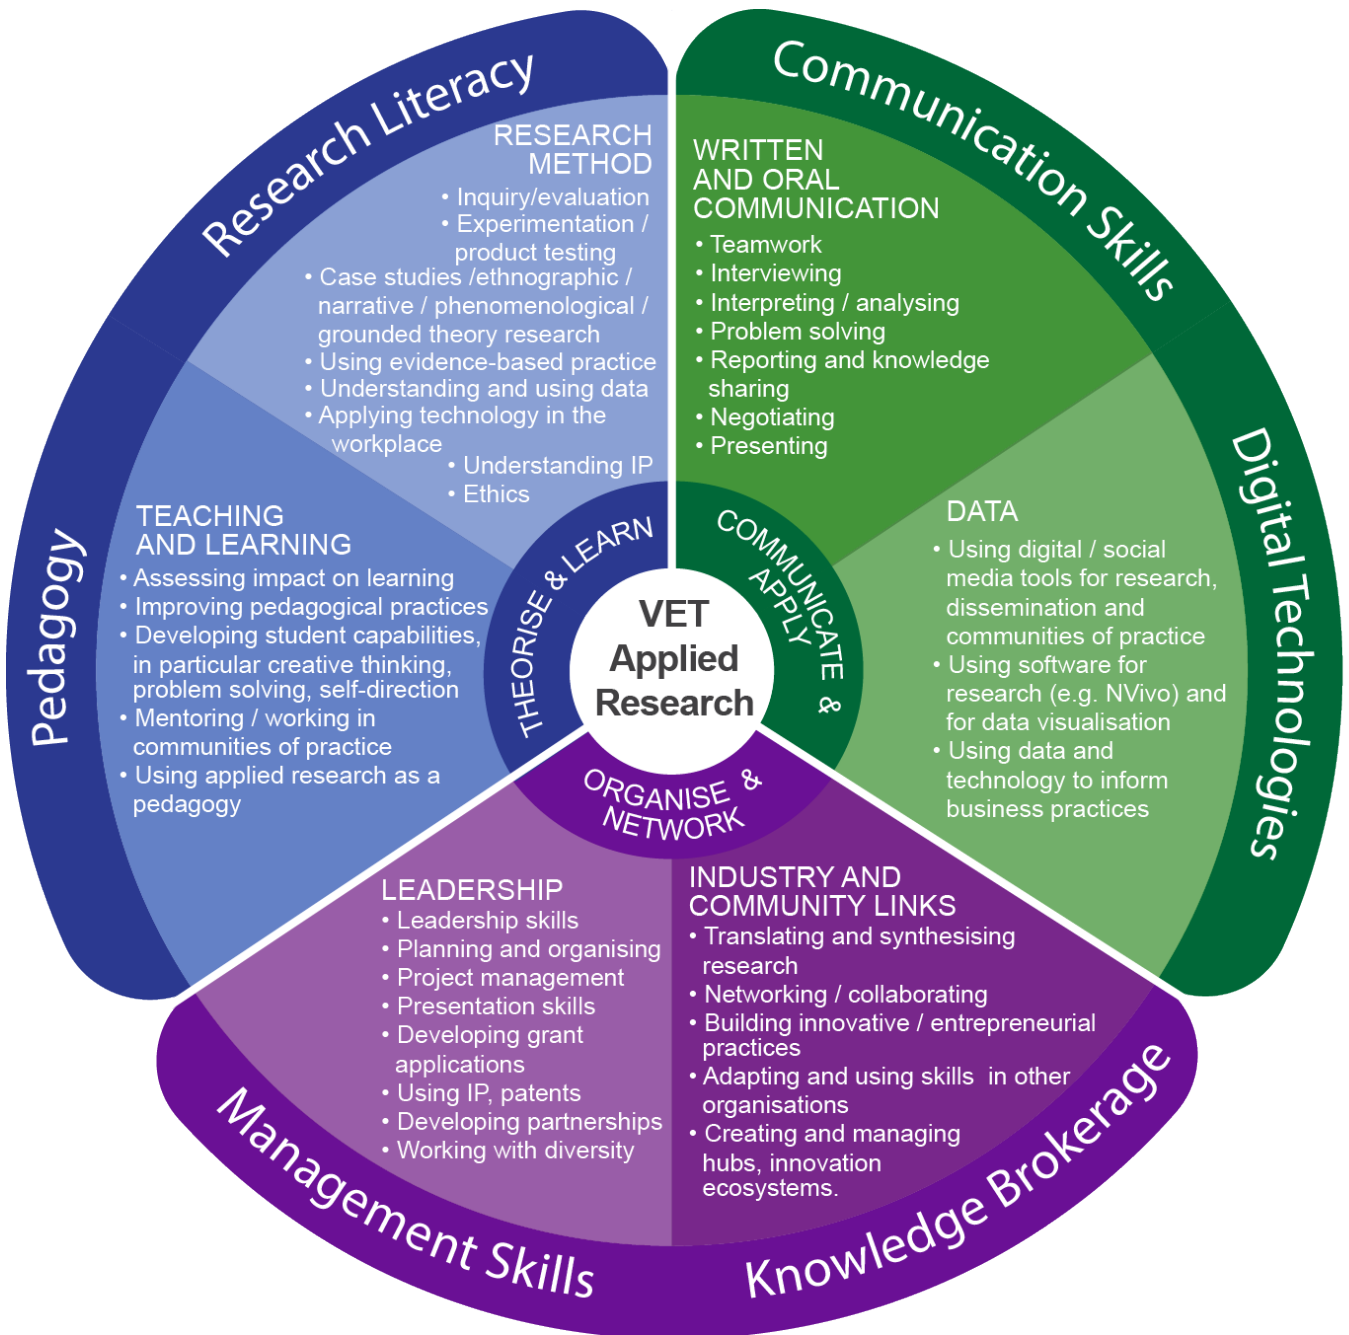 Research Literacy
RESEARCH
METHOD
• Inquiry/evaluation
• Experimentation /
product testing
• Case studies /ethnographic /
narrative / phenomenological /
grounded theory research
• Using evidence-based practice
• Understanding and using data
• Applying technology in the
workplace
• Understanding IP
• Ethics
Communication Skills
WRITTEN
AND ORAL
COMMUNICATION
• Teamwork
• Interviewing
• Interpreting / analysing
• Problem solving
• Reporting and knowledge
sharing
• Negotiating
• Presenting
Pedagogy
TEACHING
AND LEARNING
• Assessing impact on learning
• Improving pedagogical practices
• Developing student capabilities,
in particular creative thinking,
problem solving, self-direction
• Mentoring / working in
communities of practice
• Using applied research as a
pedagogy
THEORISE & LEARN
VET
Applied
Research
COMMUNICATE &
APPLY
ORGANISE &
NETWORK
Digital Technologies
DATA
• Using digital / social
media tools for research,
dissemination and
communities of practice
• Using software for
research (e.g. NVivo) and
for data visualisation
• Using data and
technology to inform
business practices
LEADERSHIP
• Leadership skills
• Planning and organising
• Project management
• Presentation skills
• Developing grant
applications
• Using IP, patents
• Developing partnerships
• Working with diversity
Management Skills
INDUSTRY AND
COMMUNITY LINKS
• Translating and synthesising
research
• Networking / collaborating
• Building innovative / entrepreneurial
practices
• Adapting and using skills in other
organisations
• Creating and managing
hubs, innovation
ecosystems.
Knowledge Brokerage